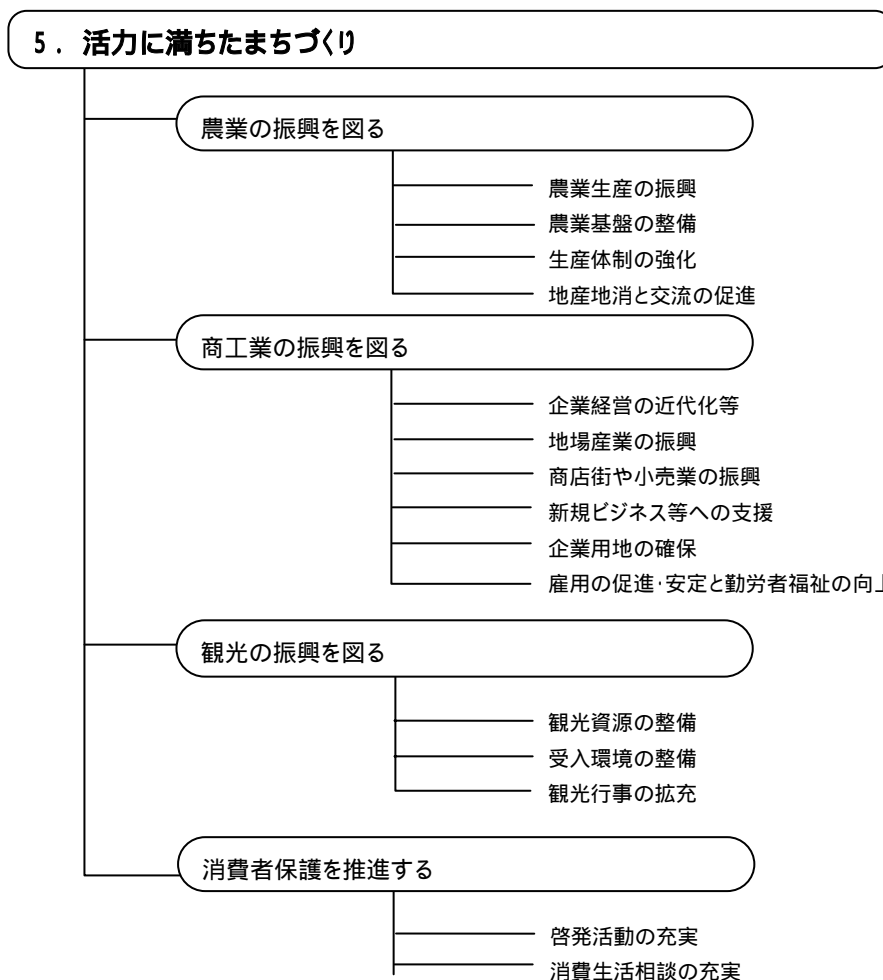 5．活力に満ちたまちづくり
農業の振興を図る
農業生産の振興
農業基盤の整備
生産体制の強化
地産地消と交流の促進
商工業の振興を図る
企業経営の近代化等
地場産業の振興
商店街や小売業の振興
新規ビジネス等への支援
企業用地の確保
雇用の促進･安定と勤労者福祉の向上
観光の振興を図る
観光資源の整備
受入環境の整備
観光行事の拡充
消費者保護を推進する
啓発活動の充実
消費生活相談の充実